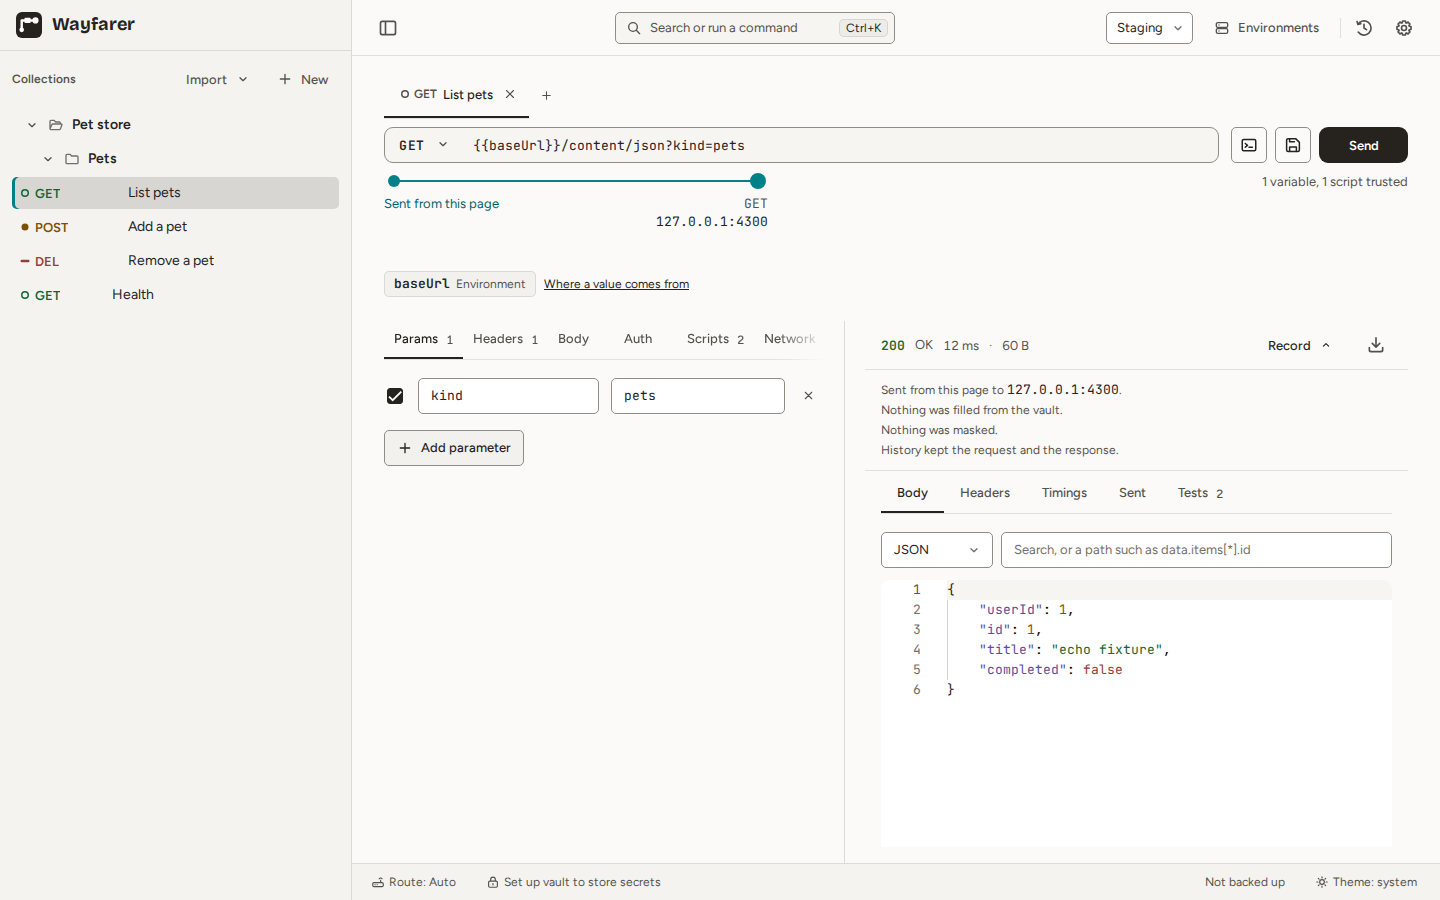 Wayfarer
Search or run a command Ctrl+K
Staging
Environments
Collections
Import
New
Pet store
Pets
GET List pets
POST Add a pet
DEL Remove a pet
GET Health
GET List pets
GET {{baseUrl}}/content/json?kind=pets
Send
Sent from this page
GET
127.0.0.1:4300
1 variable, 1 script trusted
baseUrl Environment Where a value comes from
Params 1 Headers 1 Body Auth Scripts 2 Network
kind pets
Add parameter
200 OK 12 ms · 60 B
Record
Sent from this page to 127.0.0.1:4300.
Nothing was filled from the vault.
Nothing was masked.
History kept the request and the response.
Body Headers Timings Sent Tests 2
JSON Search, or a path such as data.items[*].id
1 {
2 "userId": 1,
3 "id": 1,
4 "title": "echo fixture",
5 "completed": false
6 }
Route: Auto Set up vault to store secrets Not backed up Theme: system